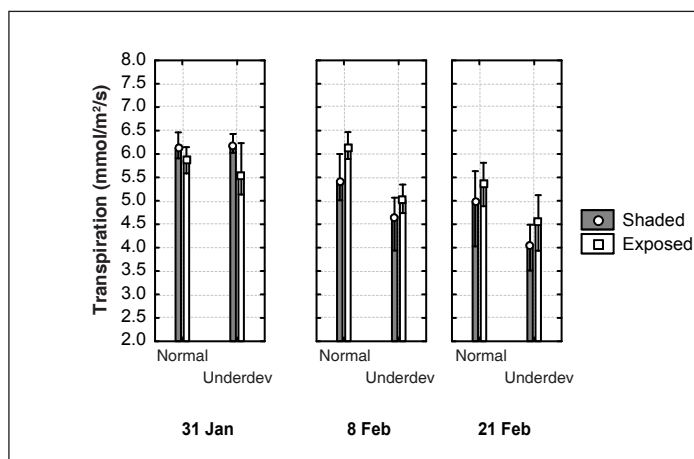 Transpiration (mmol/m²/s)
8.0
7.5
7.0
6.5
6.0
5.5
5.0
4.5
4.0
3.5
3.0
2.5
2.0
Normal
Underdev
31 Jan
Normal
Underdev
8 Feb
Normal
Underdev
21 Feb
Shaded
Exposed